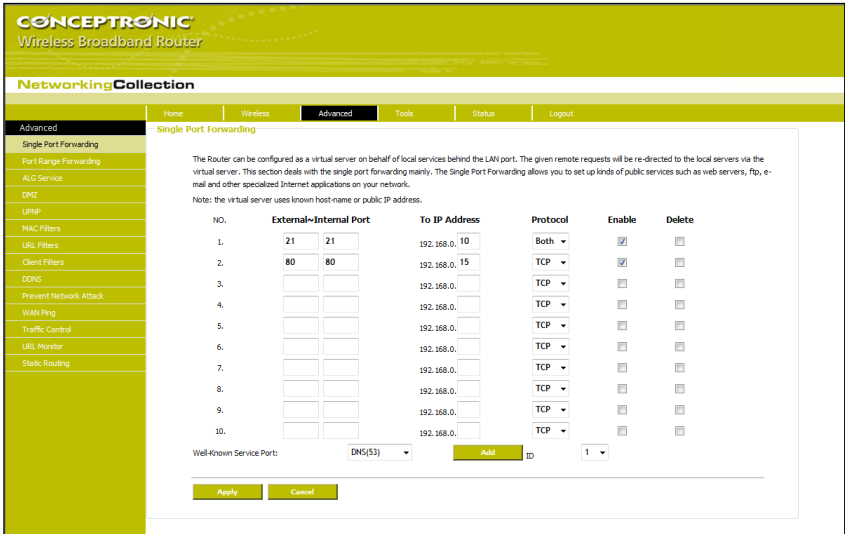 CONCEPTRONIC
Wireless Broadband Router
NetworkingCollection
Home Wireless Advanced Tools Status Logout
Advanced
Single Port Forwarding
Port Range Forwarding
ALG Service
DMZ
UPNP
MAC Filters
URL Filters
Client Filters
DDNS
Prevent Network Attack
WAN Ping
Traffic Control
URL Monitor
Static Routing
Single Port Forwarding
The Router can be configured as a virtual server on behalf of local services behind the LAN port. The given remote requests will be re-directed to the local servers via the
virtual server. This section deals with the single port forwarding mainly. The Single Port Forwarding allows you to set up kinds of public services such as web servers, ftp, e-
mail and other specialized Internet applications on your network.
Note: the virtual server uses known host-name or public IP address.
NO. External~Internal Port To IP Address Protocol Enable Delete
1. 21 21 192.168.0. 10 Both
2. 80 80 192.168.0. 15 TCP
3. 192.168.0. TCP
4. 192.168.0. TCP
5. 192.168.0. TCP
6. 192.168.0. TCP
7. 192.168.0. TCP
8. 192.168.0. TCP
9. 192.168.0. TCP
10. 192.168.0. TCP
Well-Known Service Port: DNS(53) Add ID 1
Apply Cancel